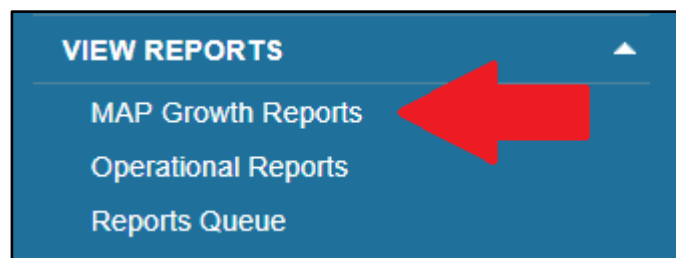 VIEW REPORTS
MAP Growth Reports
Operational Reports
Reports Queue